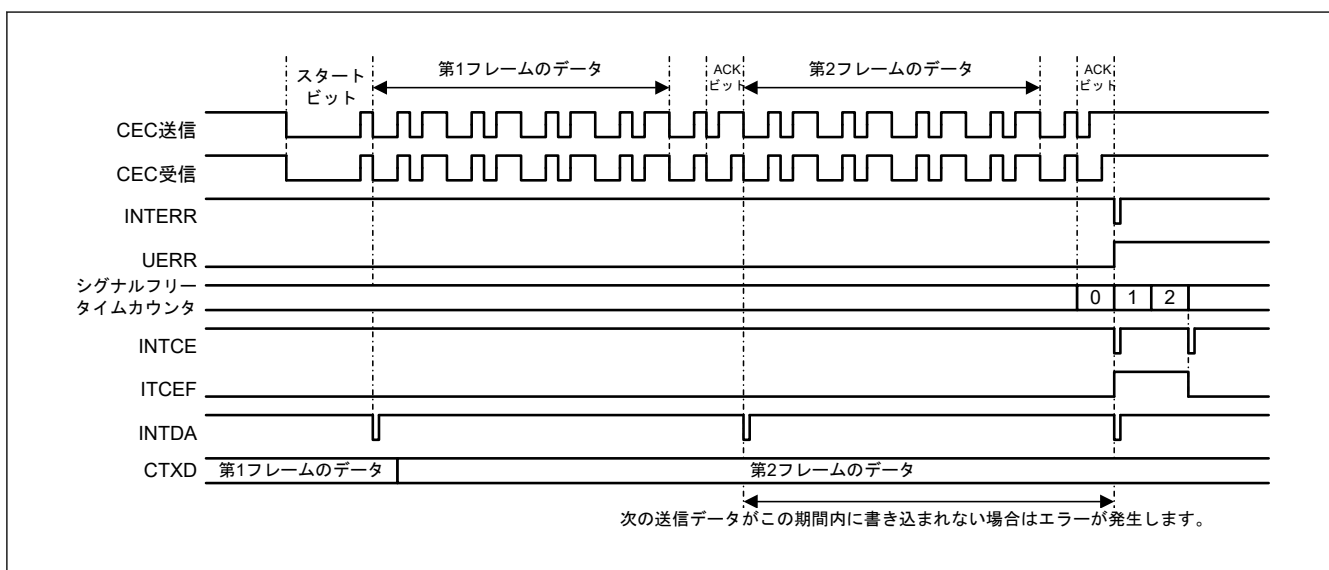 スタート
ビット
第1フレームのデータ
ACK
ビット
第2フレームのデータ
ACK
ビット
CEC送信
CEC受信
INTERR
UERR
シグナルフリー
タイムカウンタ
0 1 2
INTCE
ITCEF
INTDA
CTXD 第1フレームのデータ 第2フレームのデータ
次の送信データがこの期間内に書き込まれない場合はエラーが発生します。